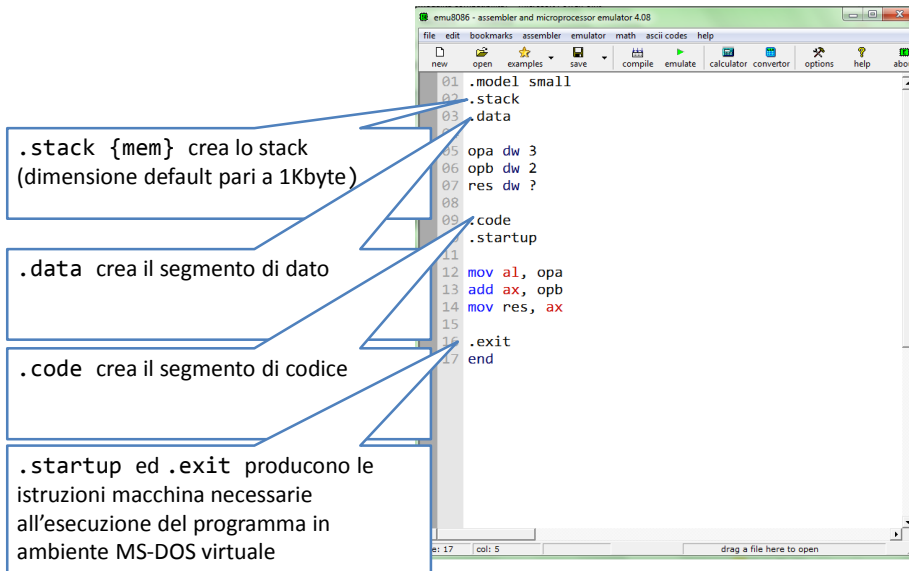 emu8086 - assembler and microprocessor emulator 4.08
file edit bookmarks assembler emulator math ascii codes help
new open examples save compile emulate calculator convertor options help
01 .model small
02 .stack
03 .data
05 opa dw 3
06 opb dw 2
07 res dw ?
08
09 .code
.startup
11
12 mov al, opa
13 add ax, opb
14 mov res, ax
15
16 .exit
17 end
.stack {mem} crea lo stack
(dimensione default pari a 1Kbyte)
.data crea il segmento di dato
.code crea il segmento di codice
.startup ed .exit producono le
istruzioni macchina necessarie
all'esecuzione del programma in
ambiente MS-DOS virtuale
: 17 col: 5 drag a file here to open